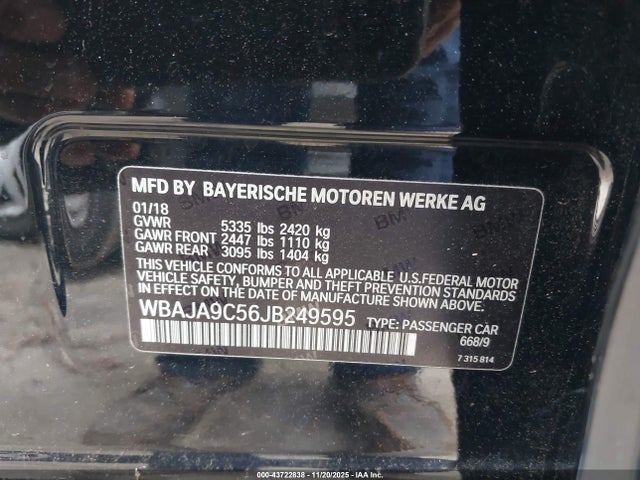 MFD BY BAYERISCHE MOTOREN WERKE AG
01/18
GVWR 5335 lbs 2420 kg
GAWR FRONT 2447 lbs 1110 kg
GAWR REAR 3095 lbs 1404 kg
THIS VEHICLE CONFORMS TO ALL APPLICABLE U.S.FEDERAL MOTOR
VEHICLE SAFETY, BUMPER AND THEFT PREVENTION STANDARDS
IN EFFECT ON THE DATE OF MANUFACTURE SHOWN ABOVE.
WBAJA9C56JB249595 TYPE: PASSENGER CAR
668/9
7 315 814
000-43722838 - 11/20/2025 - IAAI.COM